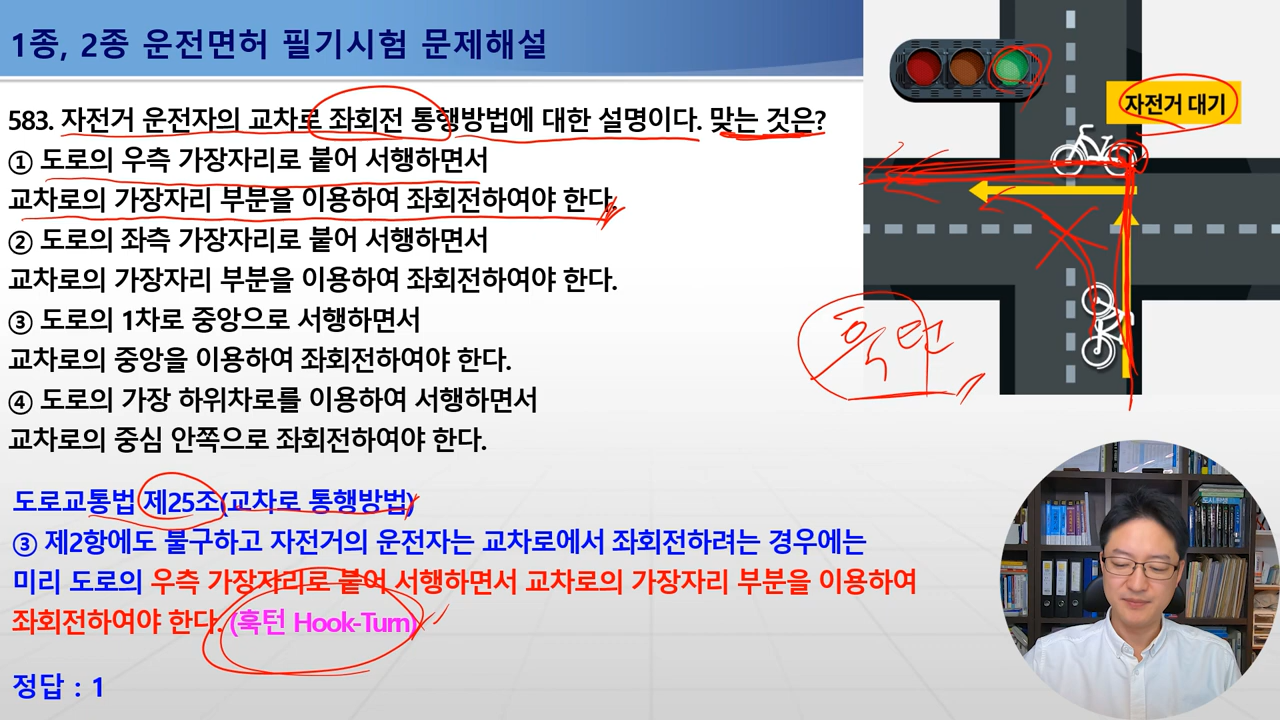 1종, 2종 운전면허 필기시험 문제해설
583. 자전거 운전자의 교차로 좌회전 통행방법에 대한 설명이다. 맞는 것은?
① 도로의 우측 가장자리로 붙어 서행하면서
교차로의 가장자리 부분을 이용하여 좌회전하여야 한다.
② 도로의 좌측 가장자리로 붙어 서행하면서
교차로의 가장자리 부분을 이용하여 좌회전하여야 한다.
③ 도로의 1차로 중앙으로 서행하면서
교차로의 중앙을 이용하여 좌회전하여야 한다.
④ 도로의 가장 하위차로를 이용하여 서행하면서
교차로의 중심 안쪽으로 좌회전하여야 한다.
자전거 대기
훅턴
도로교통법 제25조(교차로 통행방법)
③ 제2항에도 불구하고 자전거의 운전자는 교차로에서 좌회전하려는 경우에는
미리 도로의 우측 가장자리로 붙어 서행하면서 교차로의 가장자리 부분을 이용하여
좌회전하여야 한다. (훅턴 Hook-Turn)
정답 : 1